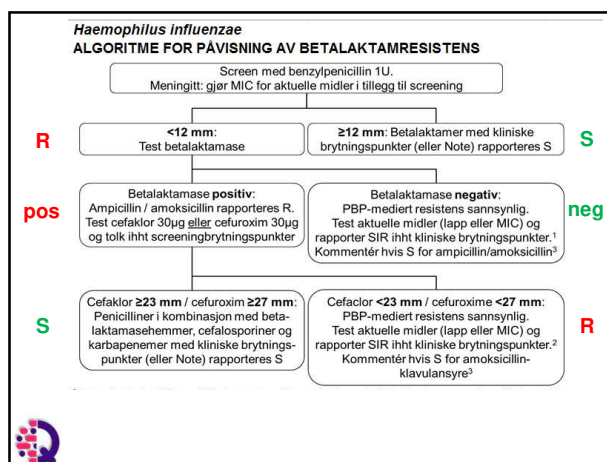 Haemophilus influenzae
ALGORITME FOR PÅVISNING AV BETALAKTAMRESISTENS
Screen med benzylpenicillin 1U.
Meningitt: gjør MIC for aktuelle midler i tillegg til screening
R
<12 mm:
Test betalaktamase
≥12 mm: Betalaktamer med kliniske
brytningspunkter (eller Note) rapporteres S
S
pos
Betalaktamase positiv:
Ampicillin / amoksicillin rapporteres R.
Test cefaklor 30µg eller cefuroxim 30µg
og tolk ihht screeningbrytningspunkter
Betalaktamase negativ:
PBP-mediert resistens sannsynlig.
Test aktuelle midler (lapp eller MIC) og
rapporter SIR ihht kliniske brytningspunkter.¹
Kommentér hvis S for ampicillin/amoksicillin³
neg
S
Cefaklor ≥23 mm / cefuroxim ≥27 mm:
Penicilliner i kombinasjon med beta-
laktamasehemmer, cefalosporiner og
karbapenemer med kliniske brytnings-
punkter (eller Note) rapporteres S
Cefaclor <23 mm / cefuroxime <27 mm:
PBP-mediert resistens sannsynlig.
Test aktuelle midler (lapp eller MIC) og
rapporter SIR ihht kliniske brytningspunkter.²
Kommentér hvis S for amoksicillin-
klavulansyre³
R